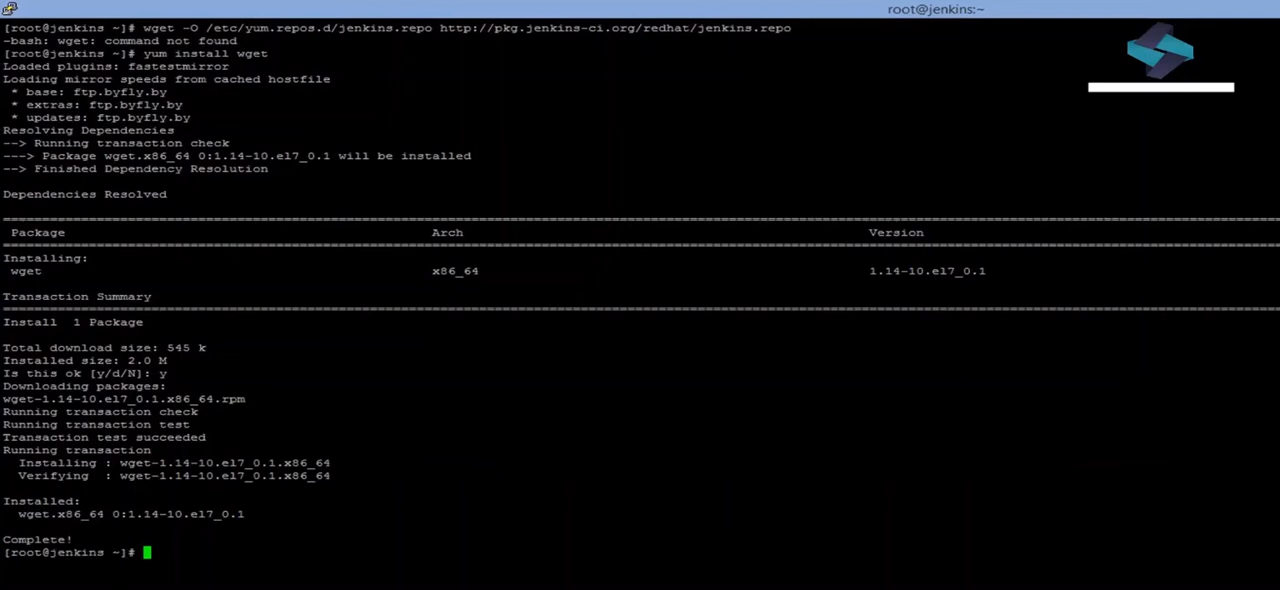 root@jenkins:~
[root@jenkins ~]# wget -O /etc/yum.repos.d/jenkins.repo http://pkg.jenkins-ci.org/redhat/jenkins.repo
-bash: wget: command not found
[root@jenkins ~]# yum install wget
Loaded plugins: fastestmirror
Loading mirror speeds from cached hostfile
* base: ftp.byfly.by
* extras: ftp.byfly.by
* updates: ftp.byfly.by
Resolving Dependencies
--> Running transaction check
---> Package wget.x86_64 0:1.14-10.el7_0.1 will be installed
--> Finished Dependency Resolution
Dependencies Resolved
Package Arch Version
Installing:
wget x86_64 1.14-10.el7_0.1
Transaction Summary
Install 1 Package
Total download size: 545 k
Installed size: 2.0 M
Is this ok [y/d/N]: y
Downloading packages:
wget-1.14-10.el7_0.1.x86_64.rpm
Running transaction check
Running transaction test
Transaction test succeeded
Running transaction
Installing : wget-1.14-10.el7_0.1.x86_64
Verifying : wget-1.14-10.el7_0.1.x86_64
Installed:
wget.x86_64 0:1.14-10.el7_0.1
Complete!
[root@jenkins ~]#